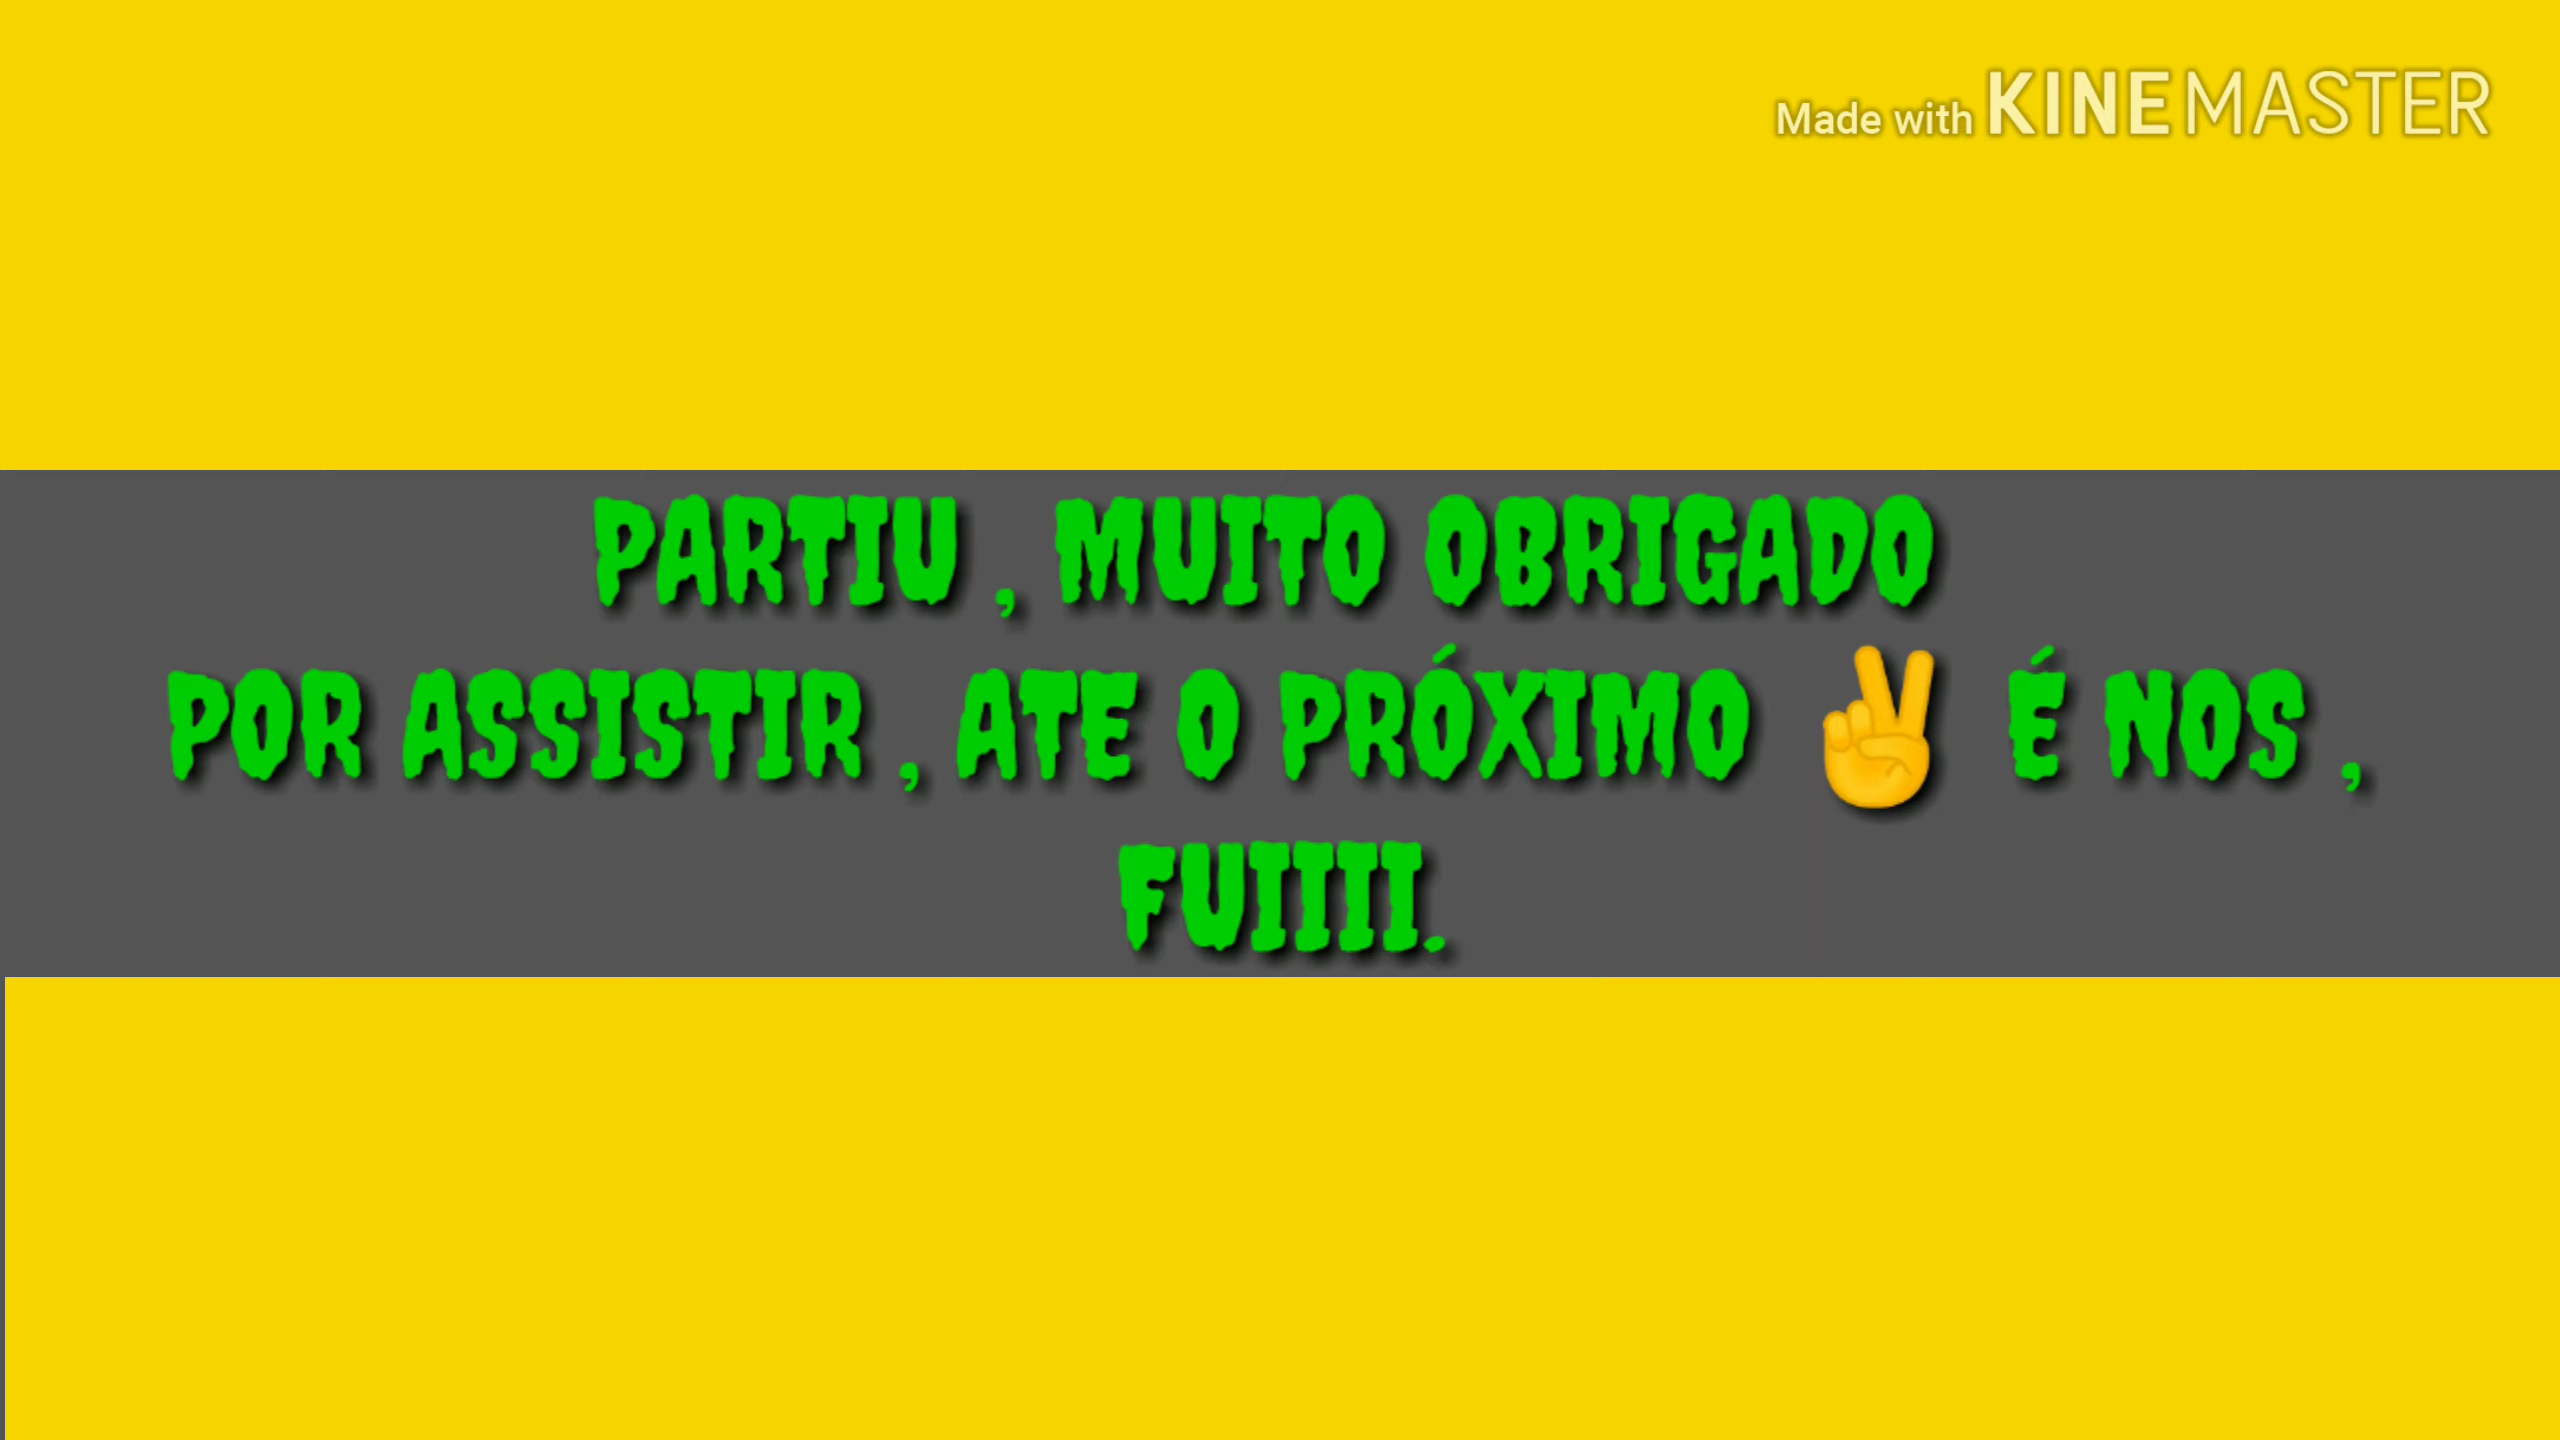 Made with KINEMASTER
PARTIU , MUITO OBRIGADO
POR ASSISTIR , ATE O PRÓXIMO ✌ É NOS ,
FUIIII.